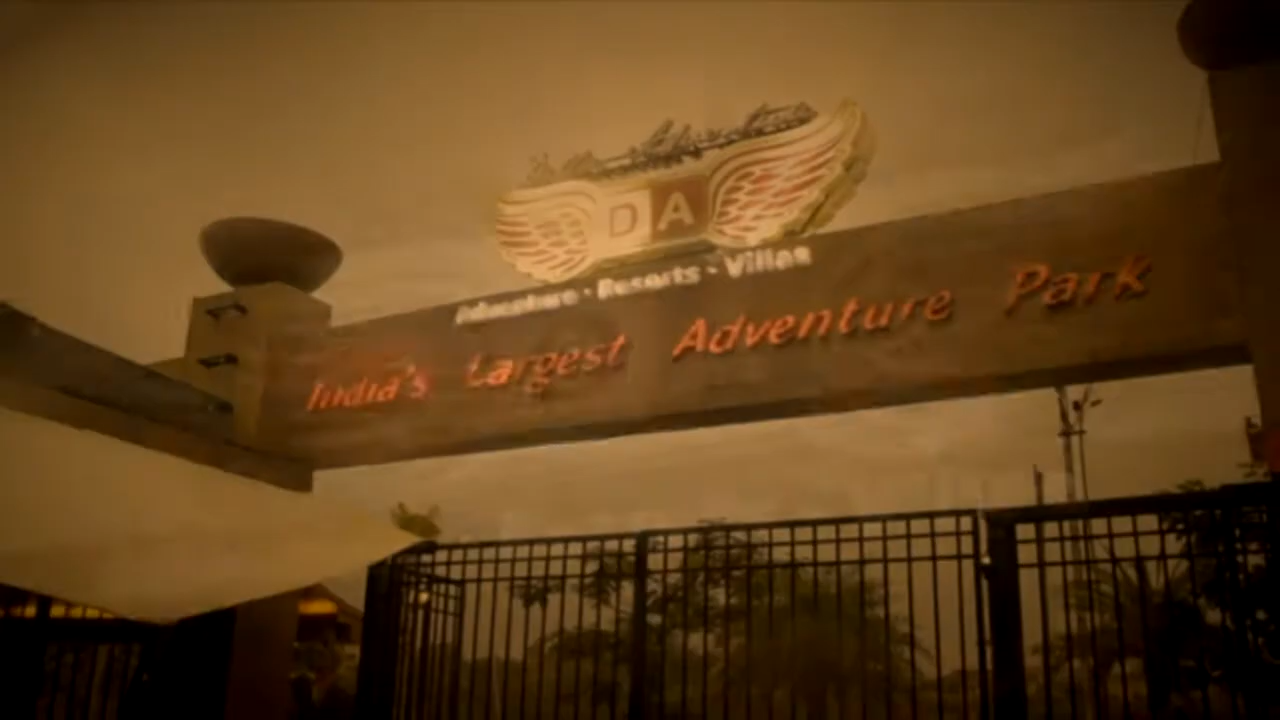 DA
Adventure · Resorts · Villas
India's Largest Adventure Park